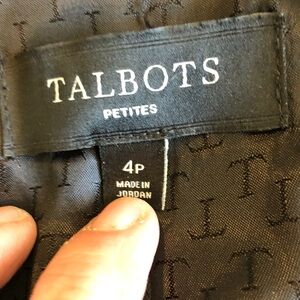 TALBOTS
PETITES
4P
MADE IN
JORDAN